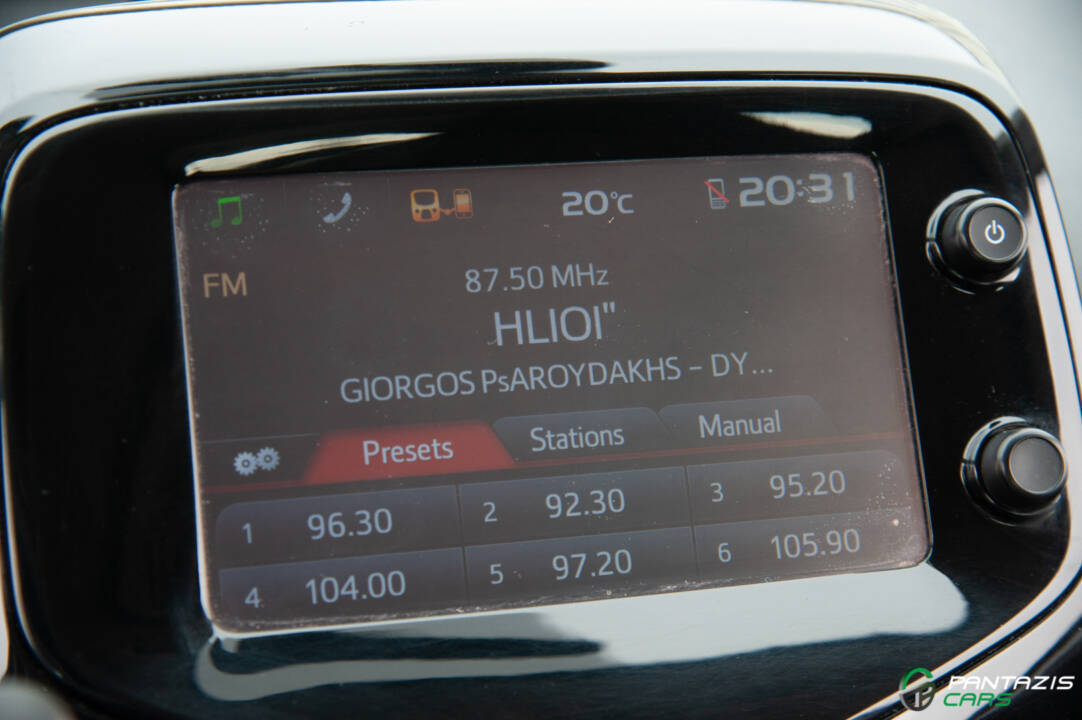 20°C 20:31
FM
87.50 MHz
HLIOI"
GIORGOS PsAROYDAKHS - DY...
Presets Stations Manual
1 96.30 2 92.30 3 95.20
4 104.00 5 97.20 6 105.90
PANTAZIS
CARS